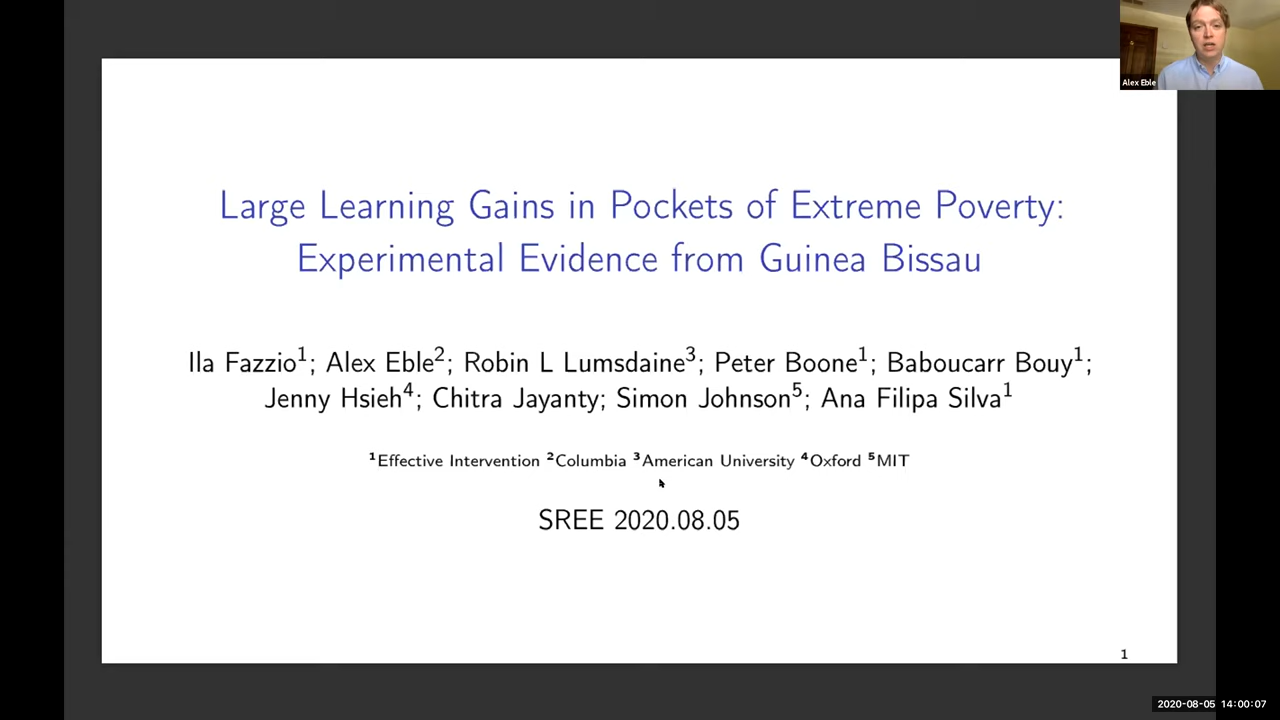 Alex Eble
Large Learning Gains in Pockets of Extreme Poverty:
Experimental Evidence from Guinea Bissau
Ila Fazzio¹; Alex Eble²; Robin L Lumsdaine³; Peter Boone¹; Baboucarr Bouy¹;
Jenny Hsieh⁴; Chitra Jayanty; Simon Johnson⁵; Ana Filipa Silva¹
¹Effective Intervention ²Columbia ³American University ⁴Oxford ⁵MIT
SREE 2020.08.05
1
2020-08-05 14:00:07